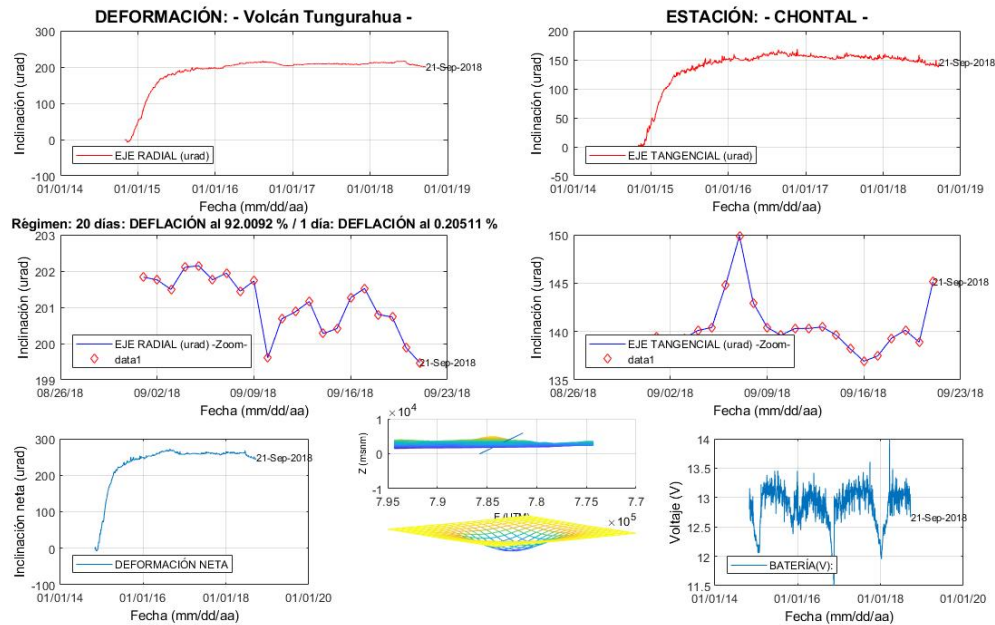 DEFORMACIÓN: - Volcán Tungurahua -
300
200
100
0
-100
Inclinación (urad)
21-Sep-2018
EJE RADIAL (urad)
01/01/14 01/01/15 01/01/16 01/01/17 01/01/18 01/01/19
Fecha (mm/dd/aa)
ESTACIÓN: - CHONTAL -
200
150
100
50
0
-50
Inclinación (urad)
21-Sep-2018
EJE TANGENCIAL (urad)
01/01/14 01/01/15 01/01/16 01/01/17 01/01/18 01/01/19
Fecha (mm/dd/aa)
Régimen: 20 días: DEFLACIÓN al 92.0092 % / 1 día: DEFLACIÓN al 0.20511 %
203
202
201
200
199
Inclinación (urad)
EJE RADIAL (urad) -Zoom-
data1
21-Sep-2018
08/26/18 09/02/18 09/09/18 09/16/18 09/23/18
Fecha (mm/dd/aa)
150
145
140
135
Inclinación (urad)
21-Sep-2018
EJE TANGENCIAL (urad) -Zoom-
data1
08/26/18 09/02/18 09/09/18 09/16/18 09/23/18
Fecha (mm/dd/aa)
300
200
100
0
-100
Inclinación neta (urad)
21-Sep-2018
DEFORMACIÓN NETA
01/01/14 01/01/16 01/01/18 01/01/20
Fecha (mm/dd/aa)
×10⁴
1
0
-1
Z (msnm)
7.95 7.9 7.85 7.8 7.75 7.7
E (UTM)
×10⁵
14
13.5
13
12.5
12
11.5
Voltaje (V)
21-Sep-2018
BATERÍA(V):
01/01/14 01/01/16 01/01/18 01/01/20
Fecha (mm/dd/aa)